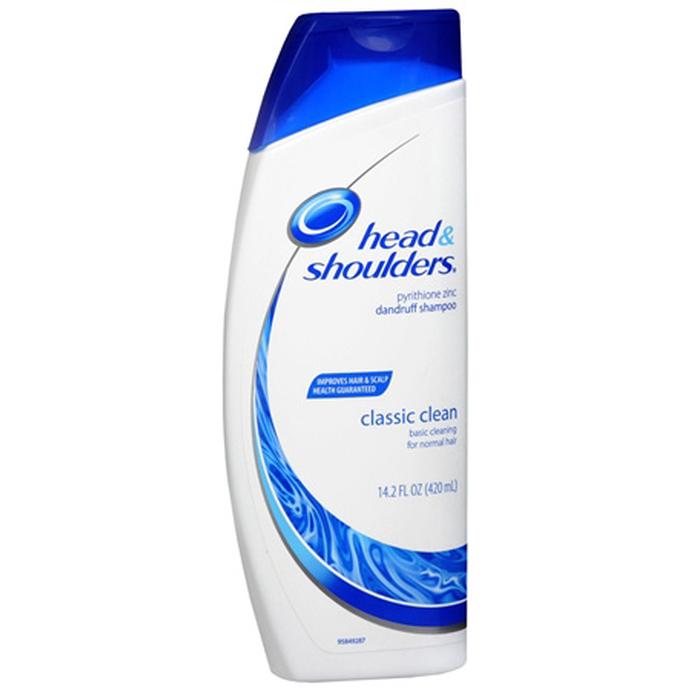 head&
shoulders®
pyrithione zinc
dandruff shampoo
IMPROVES HAIR & SCALP
HEALTH GUARANTEED
classic clean
basic cleaning
for normal hair
14.2 FL OZ (420 mL)
95849287